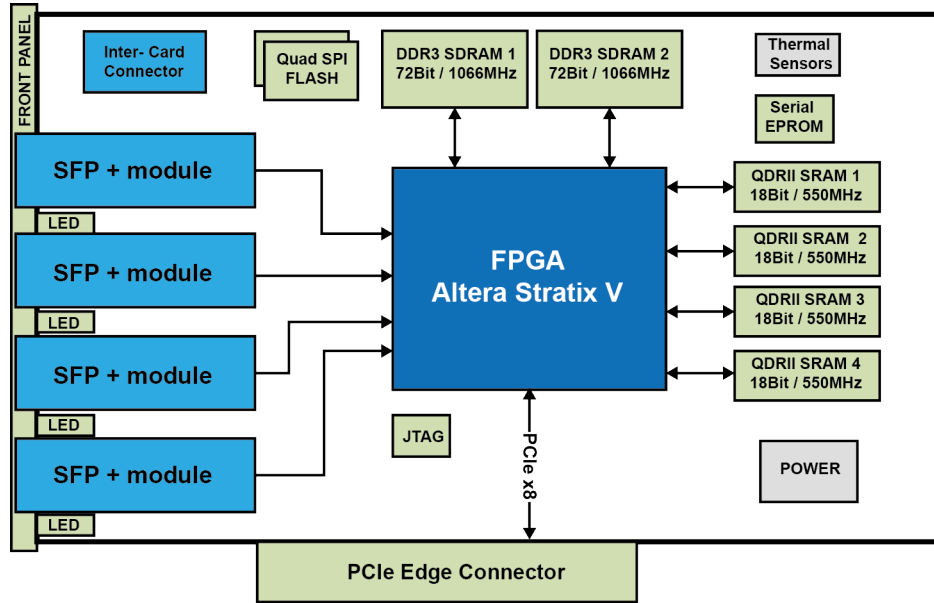 FRONT PANEL
Inter- Card
Connector
Quad SPI
FLASH
DDR3 SDRAM 1
72Bit / 1066MHz
DDR3 SDRAM 2
72Bit / 1066MHz
Thermal
Sensors
Serial
EPROM
SFP + module
LED
SFP + module
LED
SFP + module
LED
SFP + module
LED
FPGA
Altera Stratix V
QDRII SRAM 1
18Bit / 550MHz
QDRII SRAM 2
18Bit / 550MHz
QDRII SRAM 3
18Bit / 550MHz
QDRII SRAM 4
18Bit / 550MHz
JTAG
PCIe x8
POWER
PCIe Edge Connector